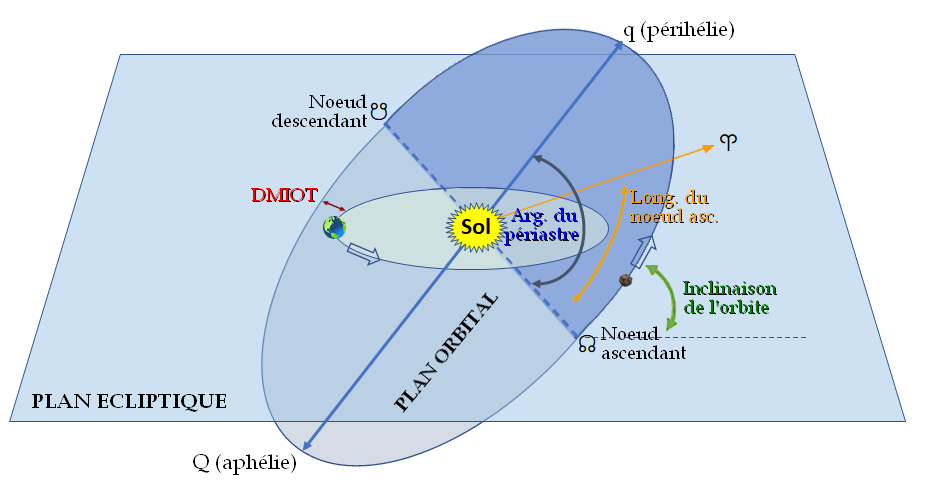 q (périhélie)
Noeud ☋
descendant
♈
DMIOT
Long. du
noeud asc.
Sol
Arg. du
périastre
Inclinaison
de l'orbite
☊ Noeud
ascendant
PLAN ORBITAL
PLAN ECLIPTIQUE
Q (aphélie)